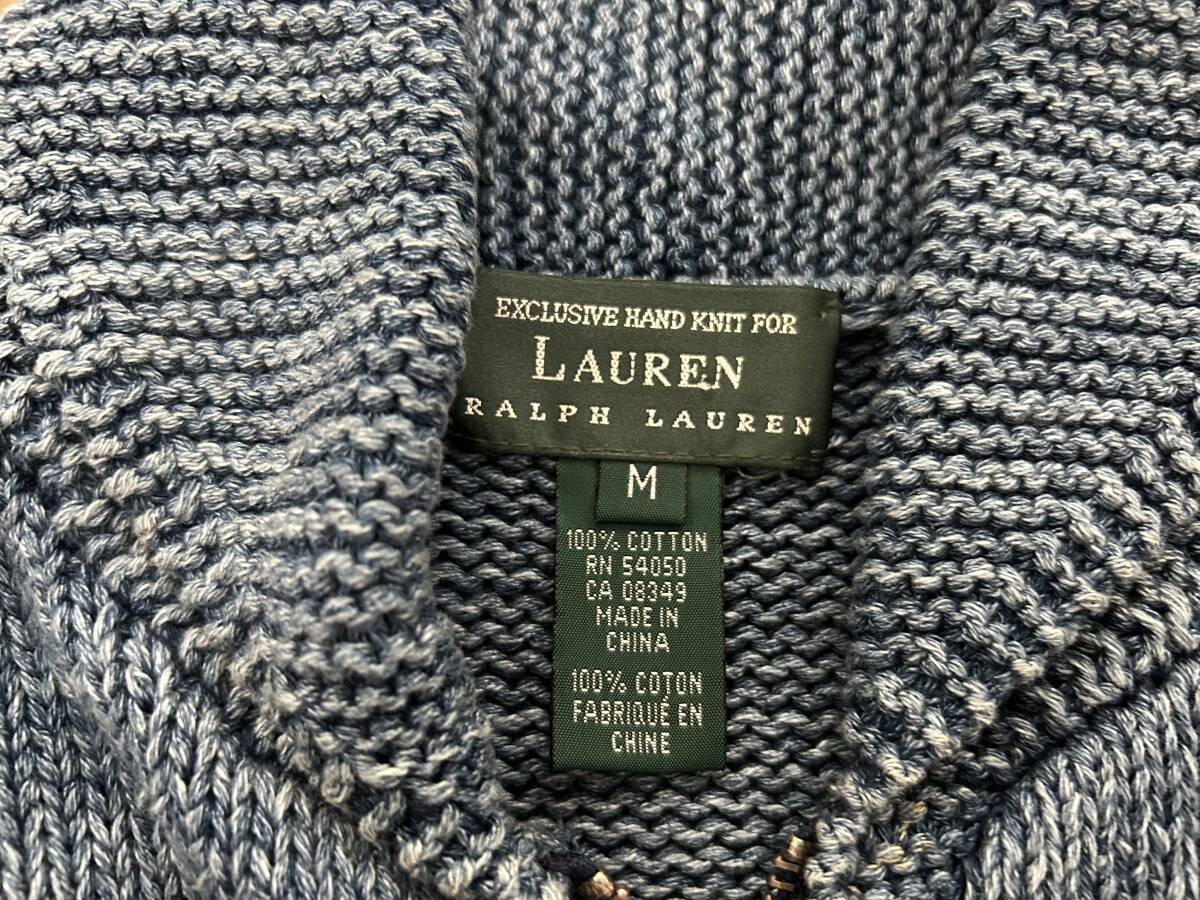 EXCLUSIVE HAND KNIT FOR
LAUREN
RALPH LAUREN
M
100% COTTON
RN 54050
CA 08349
MADE IN
CHINA
100% COTON
FABRIQUÉ EN
CHINE